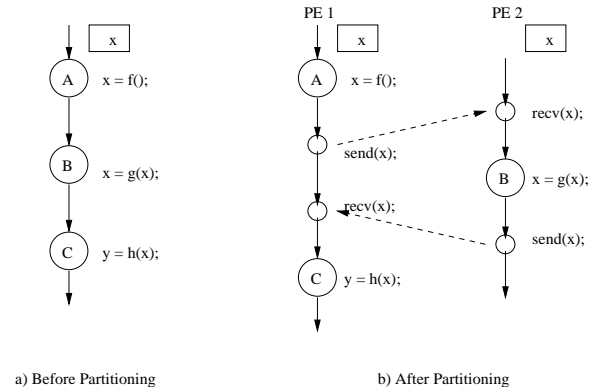 x
A
x = f();
B
x = g(x);
C
y = h(x);
a) Before Partitioning
PE 1
x
A
x = f();
send(x);
recv(x);
C
y = h(x);
PE 2
x
recv(x);
B
x = g(x);
send(x);
b) After Partitioning